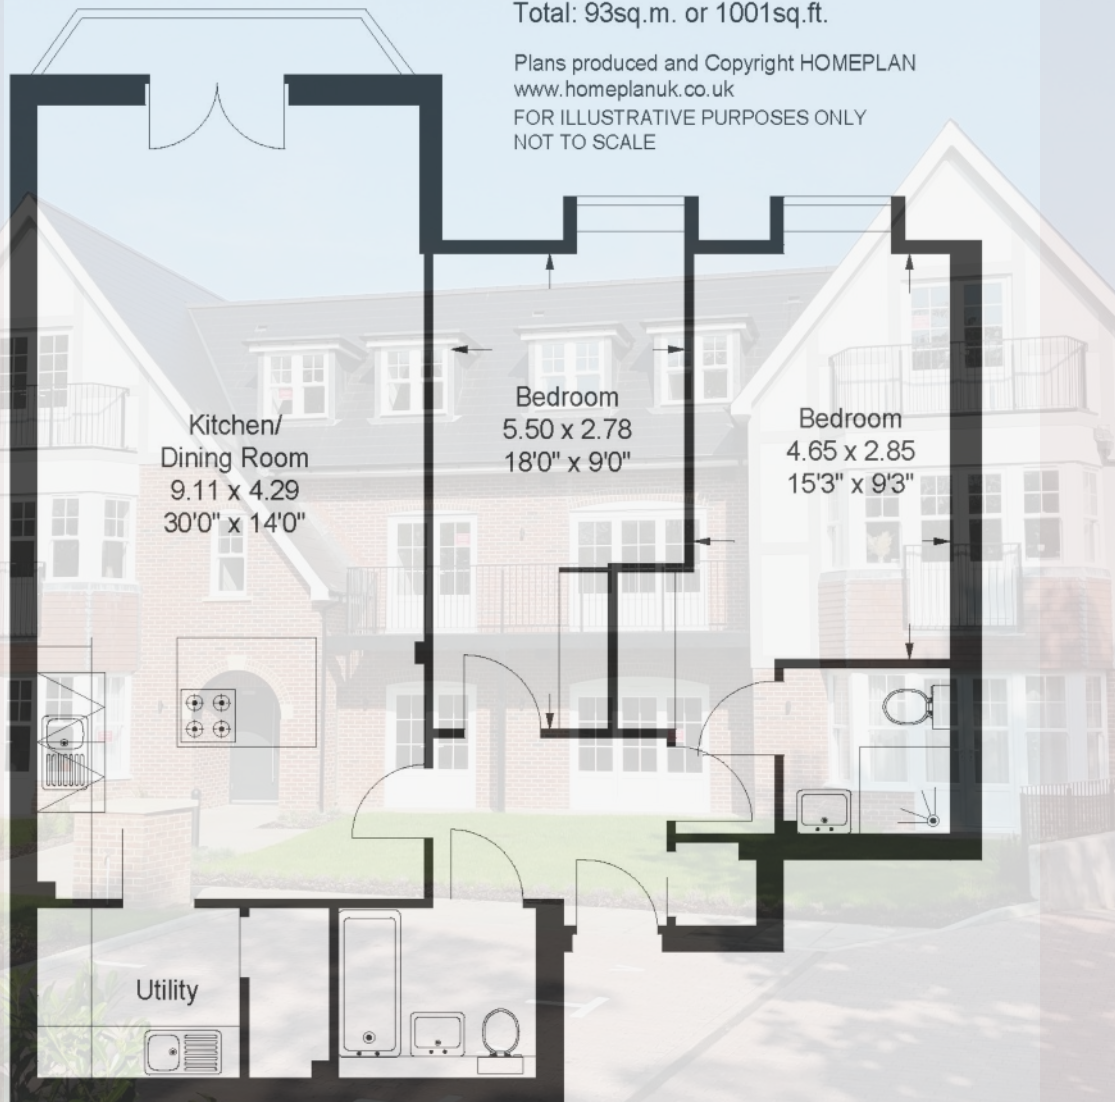 Total: 93sq.m. or 1001sq.ft.
Plans produced and Copyright HOMEPLAN
www.homeplanuk.co.uk
FOR ILLUSTRATIVE PURPOSES ONLY
NOT TO SCALE
Kitchen/
Dining Room
9.11 x 4.29
30'0" x 14'0"
Bedroom
5.50 x 2.78
18'0" x 9'0"
Bedroom
4.65 x 2.85
15'3" x 9'3"
Utility